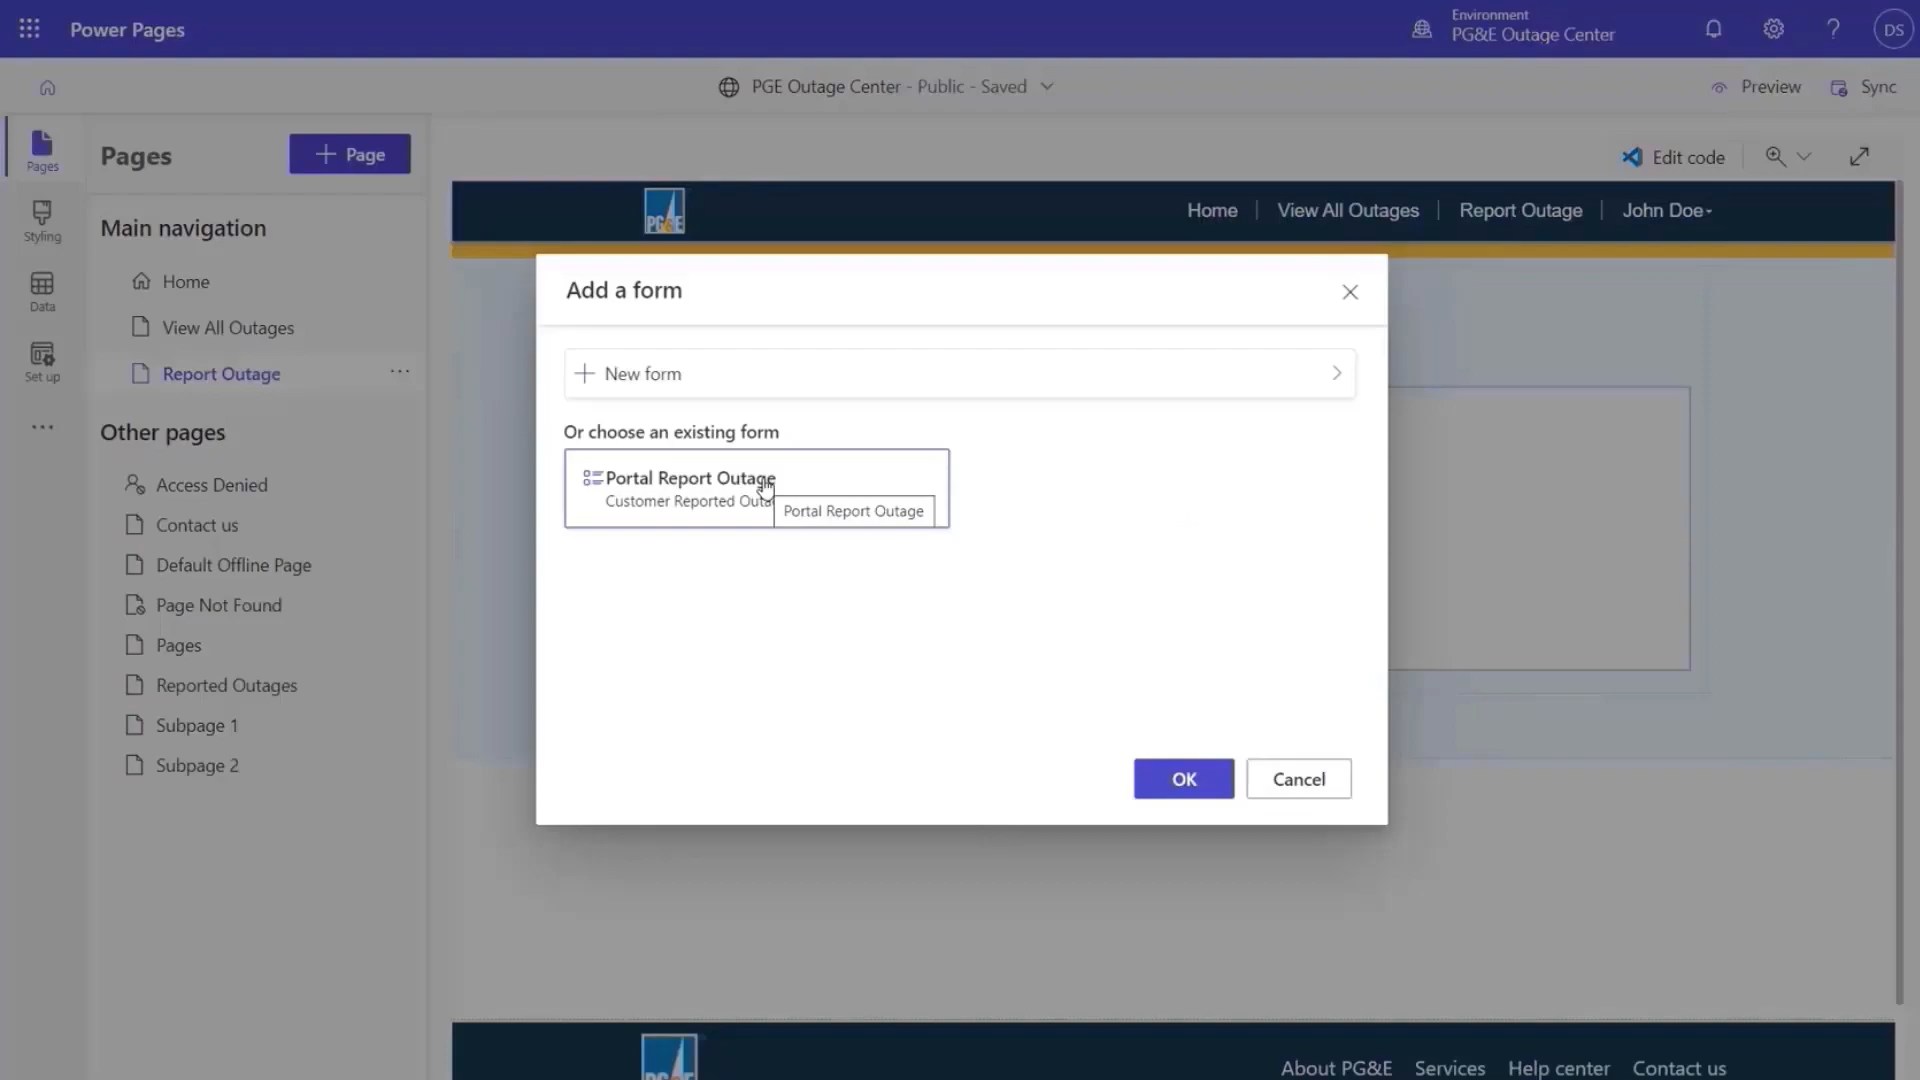 Power Pages
Environment
PG&E Outage Center
DS
PGE Outage Center - Public - Saved
Preview
Sync
Pages
Styling
Data
Set up
Pages
+ Page
Main navigation
Home
View All Outages
Report Outage
Other pages
Access Denied
Contact us
Default Offline Page
Page Not Found
Pages
Reported Outages
Subpage 1
Subpage 2
Edit code
PG&E
Home
View All Outages
Report Outage
John Doe
Add a form
New form
Or choose an existing form
Portal Report Outage
Customer Reported
Portal Report Outage
OK
Cancel
PG&E
About PG&E
Services
Help center
Contact us